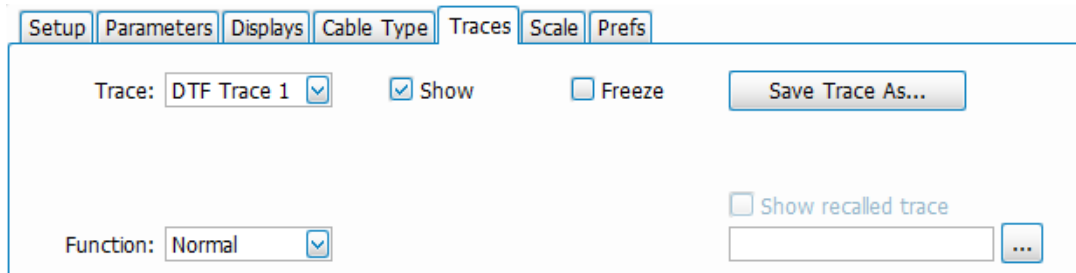 Setup Parameters Displays Cable Type Traces Scale Prefs
Trace: DTF Trace 1 Show Freeze Save Trace As...
Show recalled trace
Function: Normal ...